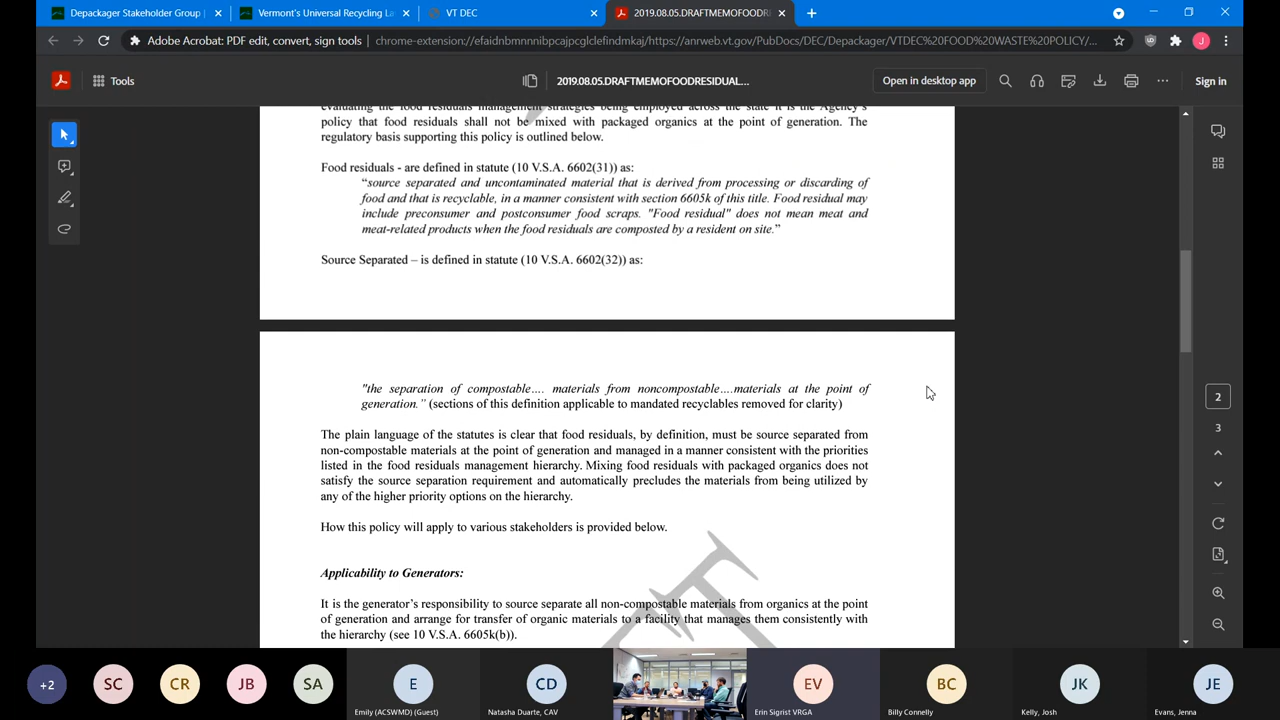 Depackager Stakeholder Group |
Vermont's Universal Recycling La
VT DEC
2019.08.05.DRAFTMEMOFOODRE
Adobe Acrobat: PDF edit, convert, sign tools | chrome-extension://efaidnbmnnnibpcajpcglclefindmkaj/https://anrweb.vt.gov/PubDocs/DEC/Depackager/VTDEC%20FOOD%20WASTE%20POLICY/...
J
Tools
2019.08.05.DRAFTMEMOFOODRESIDUAL...
Open in desktop app
Sign in
evaluating the food residuals management strategies being employed across the state it is the Agency's
policy that food residuals shall not be mixed with packaged organics at the point of generation. The
regulatory basis supporting this policy is outlined below.
Food residuals - are defined in statute (10 V.S.A. 6602(31)) as:
“source separated and uncontaminated material that is derived from processing or discarding of
food and that is recyclable, in a manner consistent with section 6605k of this title. Food residual may
include preconsumer and postconsumer food scraps. "Food residual" does not mean meat and
meat-related products when the food residuals are composted by a resident on site.”
Source Separated – is defined in statute (10 V.S.A. 6602(32)) as:
"the separation of compostable…. materials from noncompostable….materials at the point of
generation.” (sections of this definition applicable to mandated recyclables removed for clarity)
The plain language of the statutes is clear that food residuals, by definition, must be source separated from
non-compostable materials at the point of generation and managed in a manner consistent with the priorities
listed in the food residuals management hierarchy. Mixing food residuals with packaged organics does not
satisfy the source separation requirement and automatically precludes the materials from being utilized by
any of the higher priority options on the hierarchy.
How this policy will apply to various stakeholders is provided below.
Applicability to Generators:
It is the generator's responsibility to source separate all non-compostable materials from organics at the point
of generation and arrange for transfer of organic materials to a facility that manages them consistently with
the hierarchy (see 10 V.S.A. 6605k(b)).
2
3
+2
SC
CR
JB
SA
E
Emily (ACSWMD) (Guest)
CD
Natasha Duarte, CAV
EV
Erin Sigrist VRGA
BC
Billy Connelly
JK
Kelly, Josh
JE
Evans, Jenna